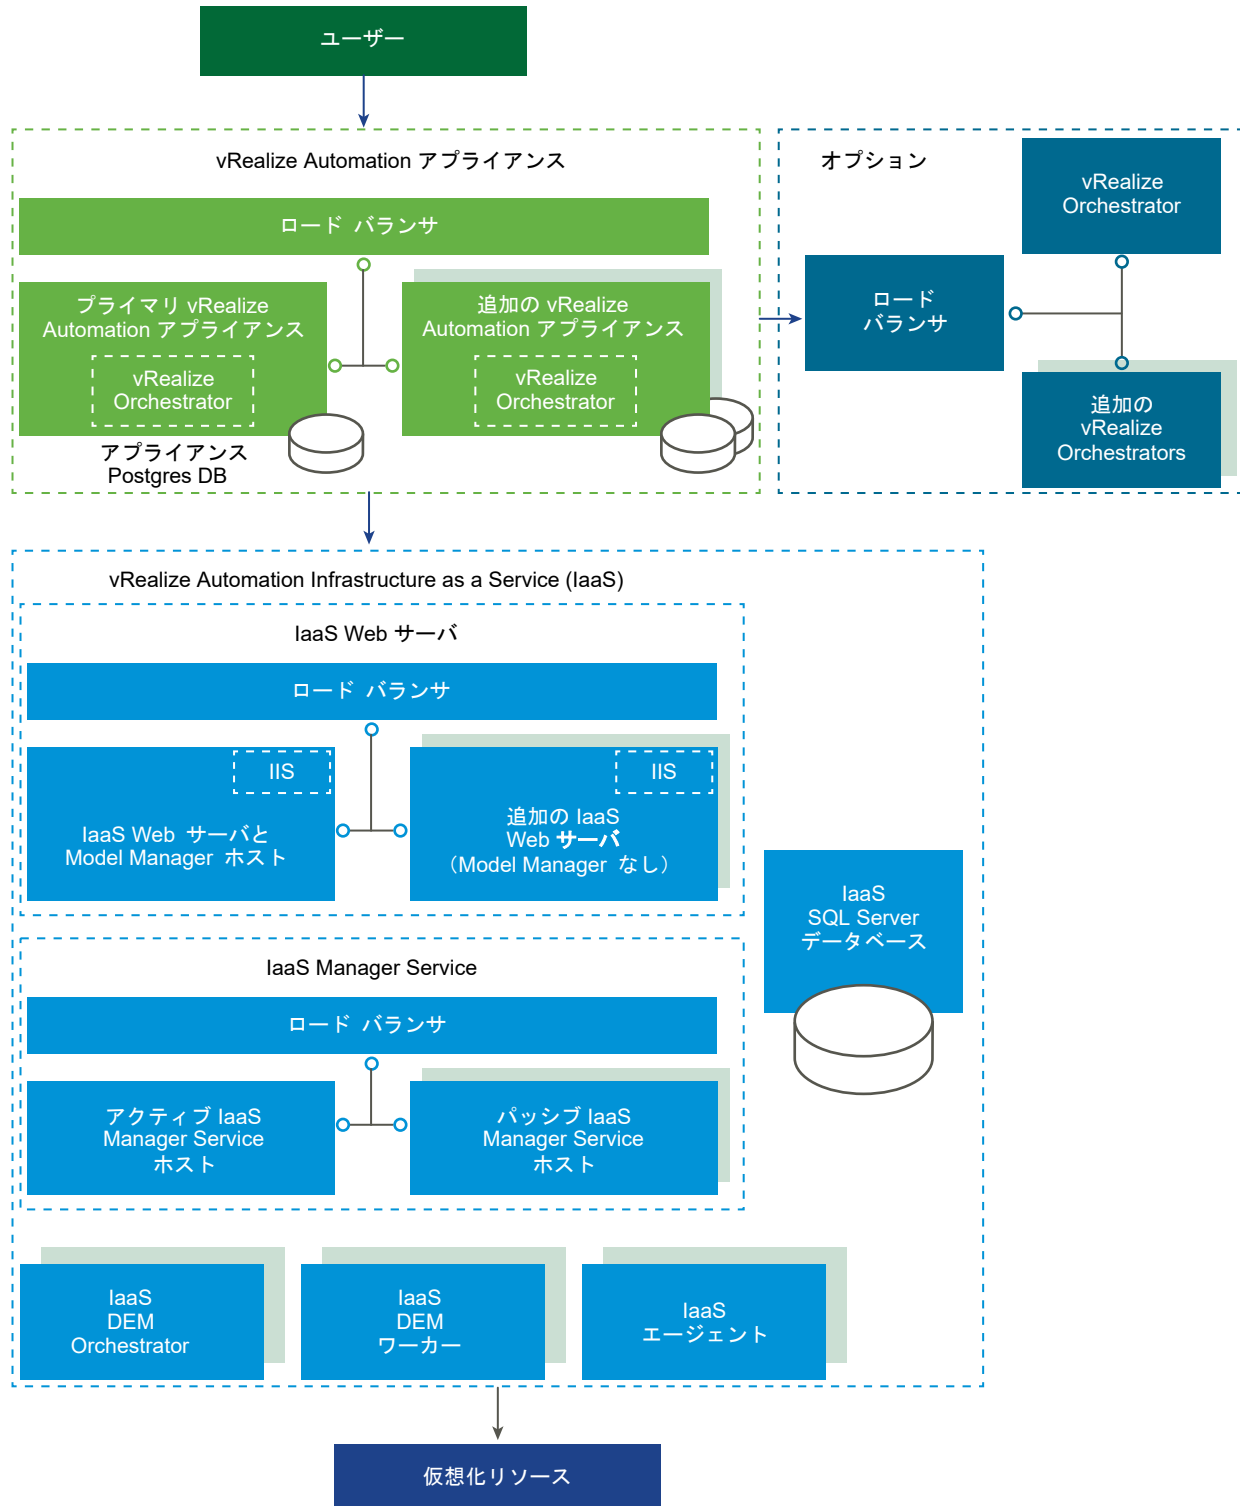 ユーザー
vRealize Automation アプライアンス
ロード バランサ
プライマリ vRealize
Automation アプライアンス
vRealize
Orchestrator
追加の vRealize
Automation アプライアンス
vRealize
Orchestrator
アプライアンス
Postgres DB
オプション
vRealize
Orchestrator
ロード
バランサ
追加の
vRealize
Orchestrators
vRealize Automation Infrastructure as a Service (IaaS)
IaaS Web サーバ
ロード バランサ
IIS
IaaS Web サーバと
Model Manager ホスト
IIS
追加の IaaS
Web サーバ
（Model Manager なし）
IaaS
SQL Server
データベース
IaaS Manager Service
ロード バランサ
アクティブ IaaS
Manager Service
ホスト
パッシブ IaaS
Manager Service
ホスト
IaaS
DEM
Orchestrator
IaaS
DEM
ワーカー
IaaS
エージェント
仮想化リソース